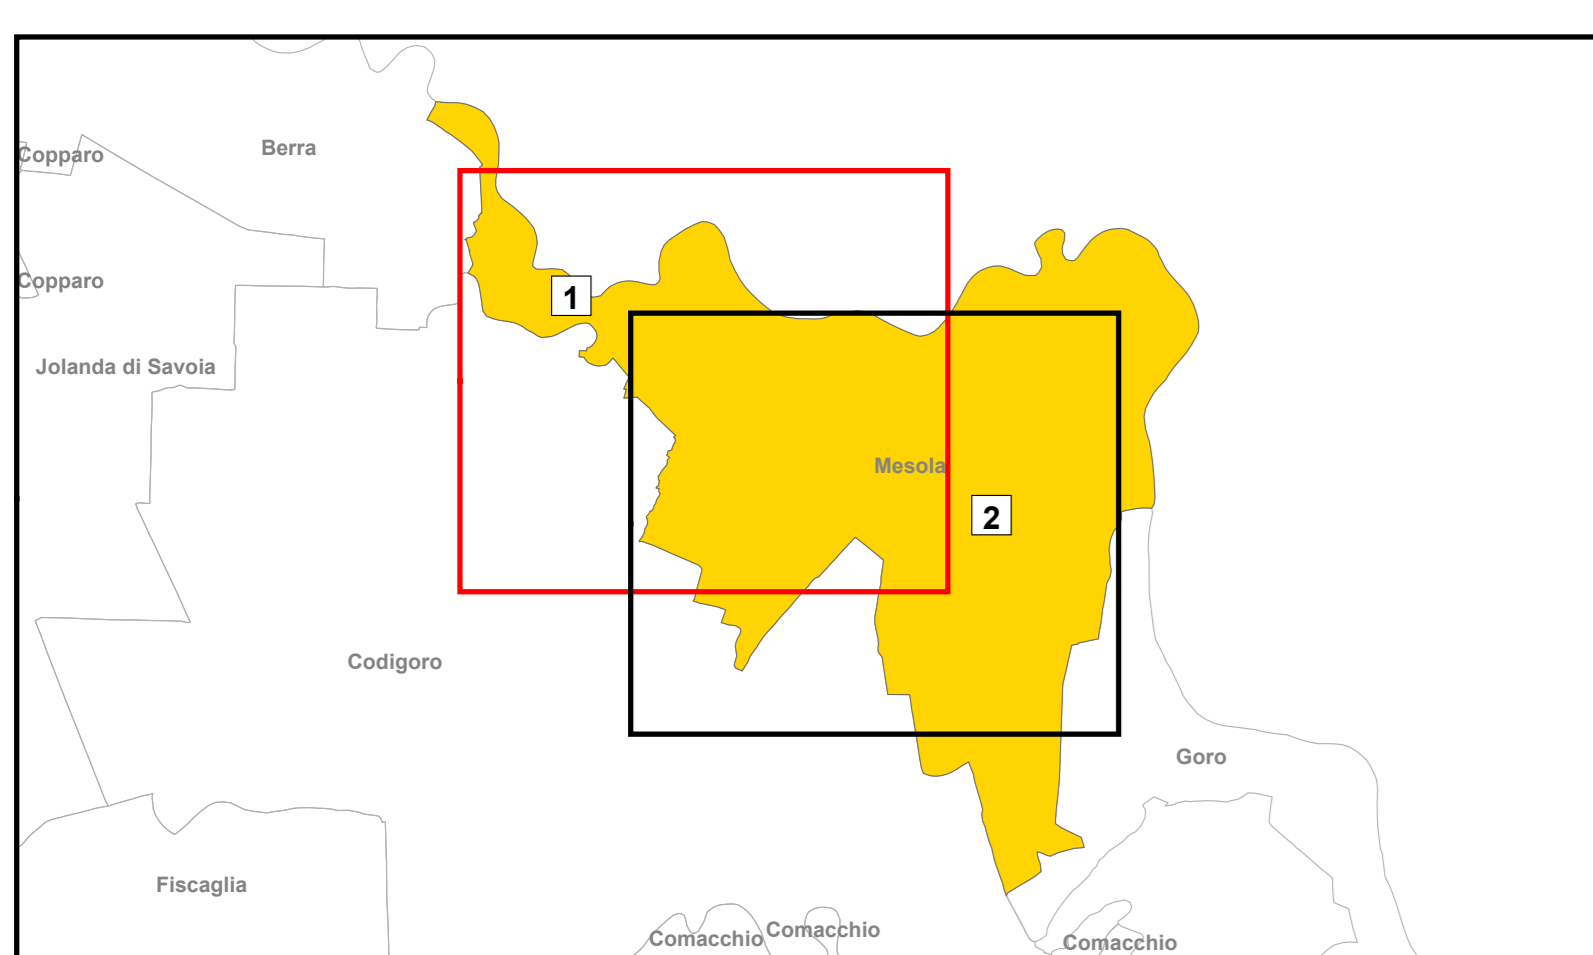 Berra
Copparo
Copparo
1
Jolanda di Savoia
Mesola
2
Codigoro
Goro
Fiscaglia
Comacchio
Comacchio
Comacchio